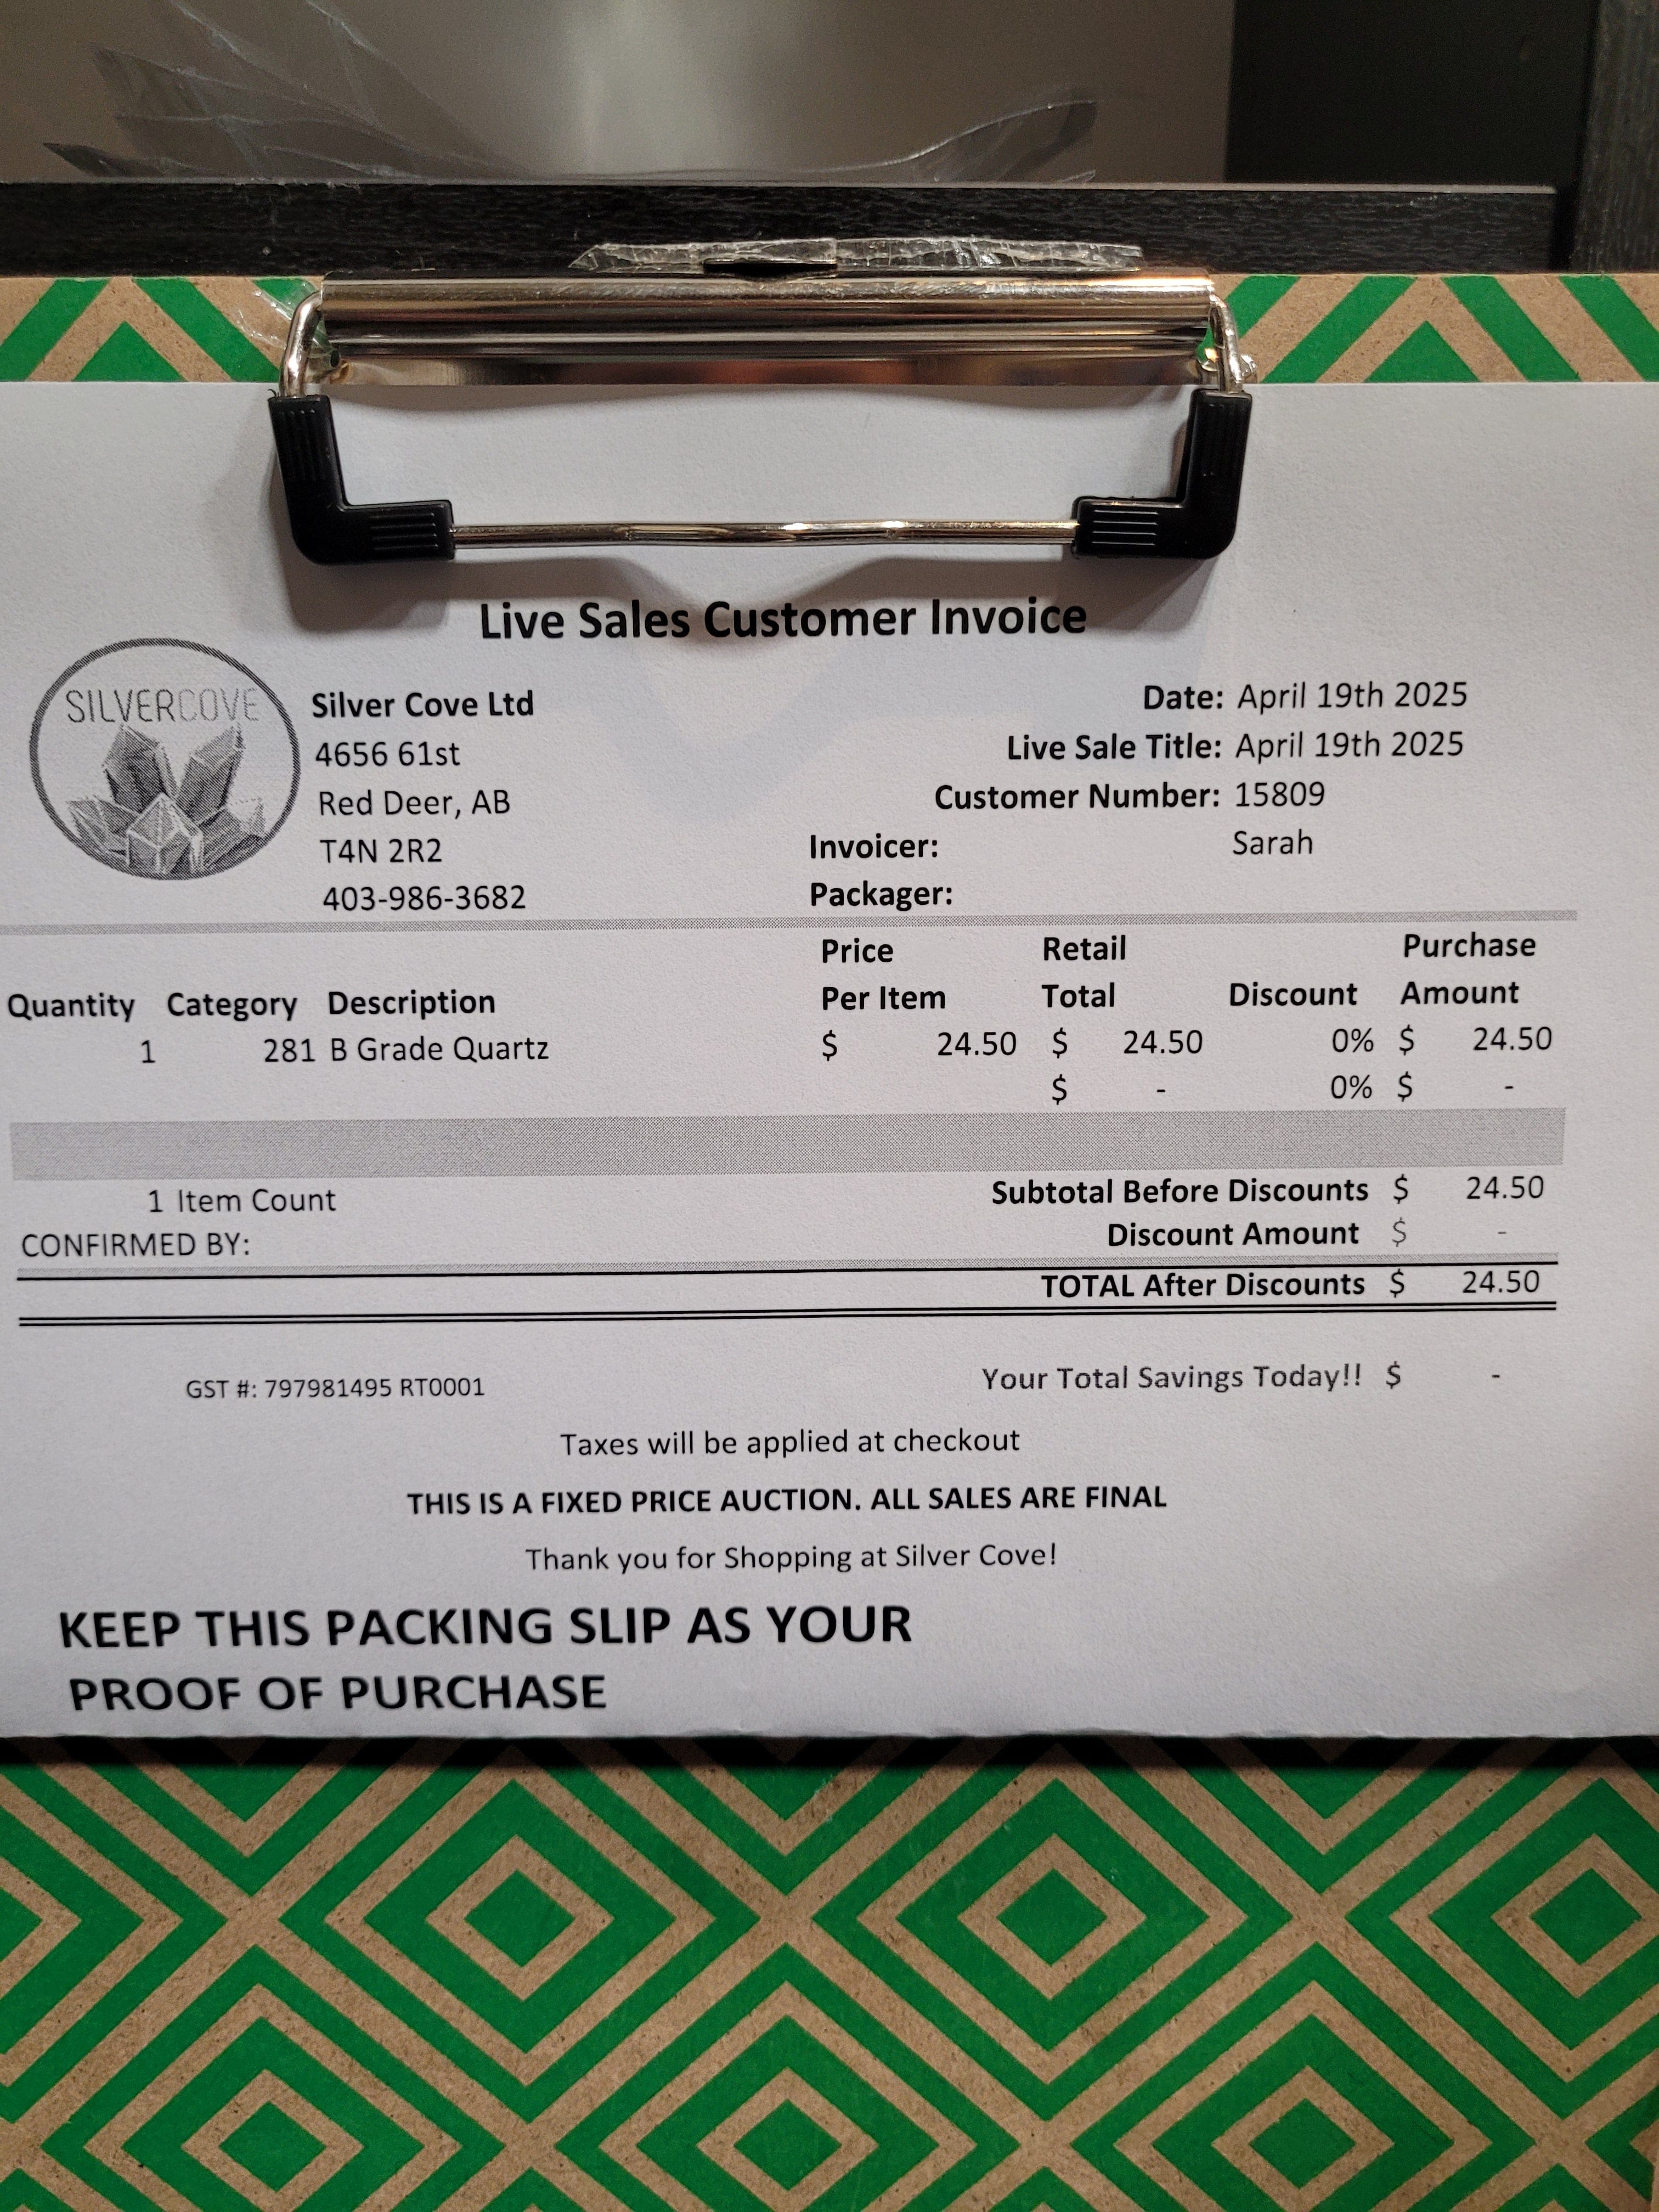 Live Sales Customer Invoice
SILVERCOVE
Silver Cove Ltd
4656 61st
Red Deer, AB
T4N 2R2
403-986-3682
Date: April 19th 2025
Live Sale Title: April 19th 2025
Customer Number: 15809
Invoicer: Sarah
Packager:
Price Retail Purchase
Quantity Category Description Per Item Total Discount Amount
1 281 B Grade Quartz $ 24.50 $ 24.50 0% $ 24.50
$ - 0% $ -
1 Item Count Subtotal Before Discounts $ 24.50
CONFIRMED BY: Discount Amount $ -
TOTAL After Discounts $ 24.50
GST #: 797981495 RT0001 Your Total Savings Today!! $ -
Taxes will be applied at checkout
THIS IS A FIXED PRICE AUCTION. ALL SALES ARE FINAL
Thank you for Shopping at Silver Cove!
KEEP THIS PACKING SLIP AS YOUR
PROOF OF PURCHASE